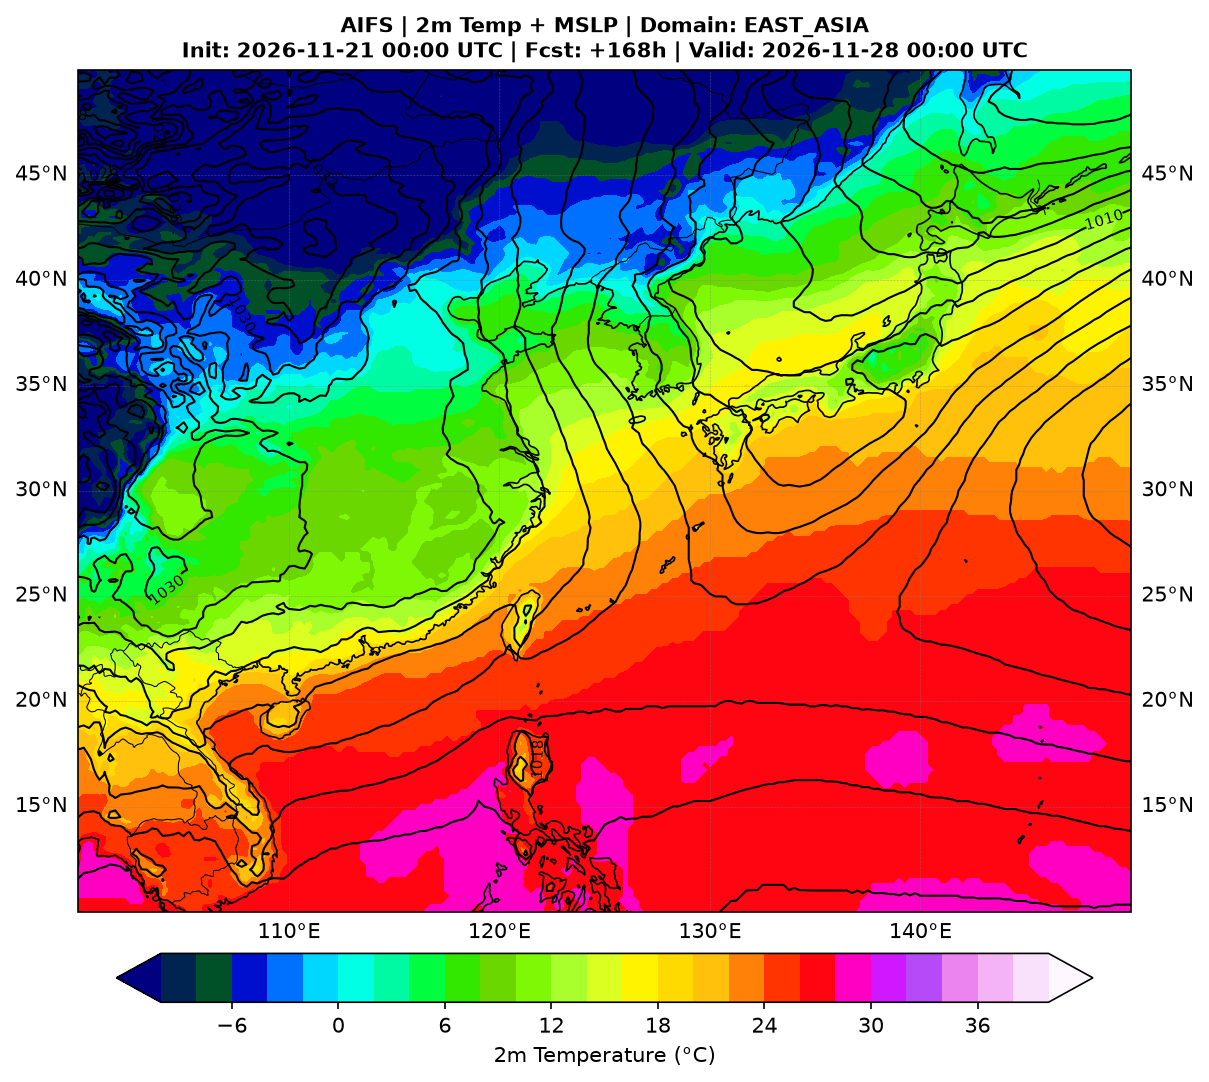 AIFS | 2m Temp + MSLP | Domain: EAST_ASIA
Init: 2026-11-21 00:00 UTC | Fcst: +168h | Valid: 2026-11-28 00:00 UTC
45°N
45°N
1010
40°N
40°N
1030
35°N
35°N
30°N
30°N
1030
25°N
25°N
20°N
20°N
1018
15°N
15°N
110°E 120°E 130°E 140°E
−6 0 6 12 18 24 30 36
2m Temperature (°C)